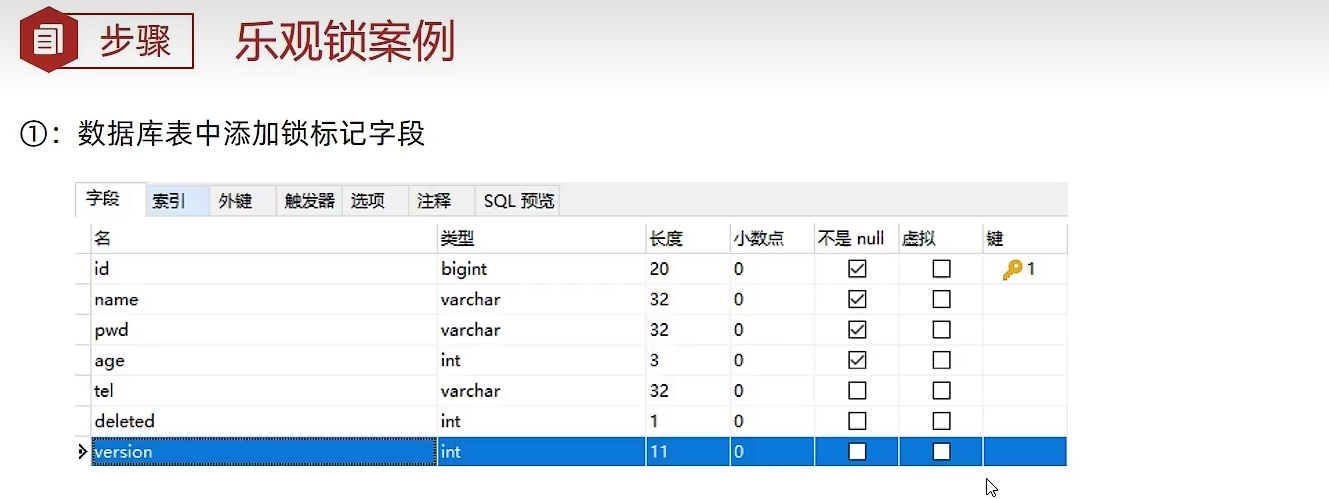 步骤 乐观锁案例
①：数据库表中添加锁标记字段
字段 索引 外键 触发器 选项 注释 SQL 预览
名 类型 长度 小数点 不是 null 虚拟 键
id bigint 20 0 1
name varchar 32 0
pwd varchar 32 0
age int 3 0
tel varchar 32 0
deleted int 1 0
version int 11 0